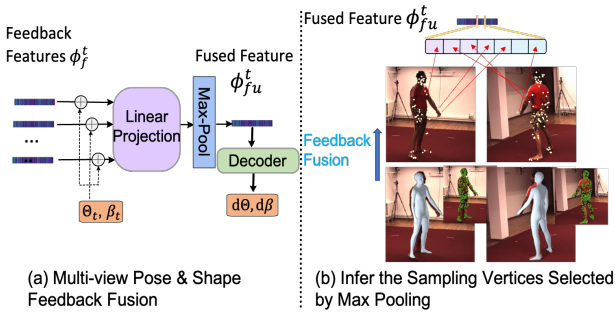 Feedback
Features ϕ_f^t
...
Θ_t, β_t
Linear
Projection
Max-Pool
Fused Feature
ϕ_fu^t
Decoder
dΘ,dβ
(a) Multi-view Pose & Shape
Feedback Fusion
Fused Feature ϕ_fu^t
Feedback
Fusion
(b) Infer the Sampling Vertices Selected
by Max Pooling